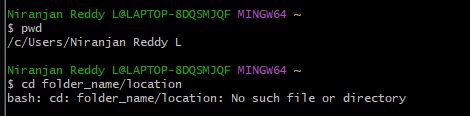 Niranjan Reddy L@LAPTOP-8DQSMJQF MINGW64 ~
$ pwd
/c/Users/Niranjan Reddy L
Niranjan Reddy L@LAPTOP-8DQSMJQF MINGW64 ~
$ cd folder_name/location
bash: cd: folder_name/location: No such file or directory